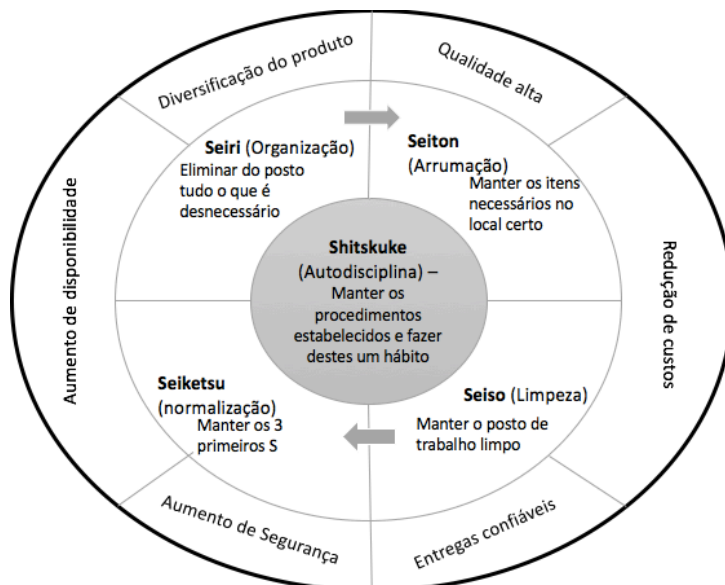 Diversificação do produto
Qualidade alta
Aumento de disponibilidade
Redução de custos
Seiri (Organização)
Eliminar do posto
tudo o que é
desnecessário
Seiton
(Arrumação)
Manter os itens
necessários no
local certo
Shitskuke
(Autodisciplina) –
Manter os
procedimentos
estabelecidos e fazer
destes um hábito
Seiketsu
(normalização)
Manter os 3
primeiros S
Seiso (Limpeza)
Manter o posto de
trabalho limpo
Aumento de Segurança
Entregas confiáveis